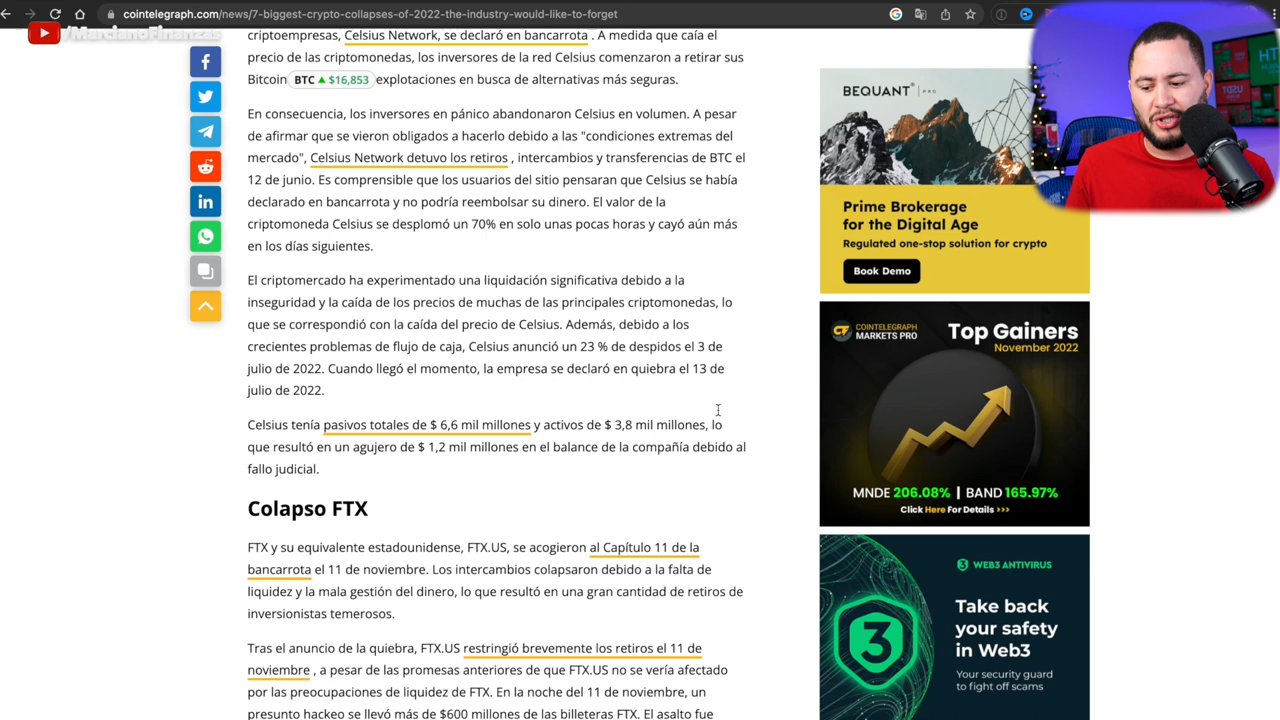 cointelegraph.com/news/7-biggest-crypto-collapses-of-2022-the-industry-would-like-to-forget
/MarcianoFinanzas
criptoempresas, Celsius Network, se declaró en bancarrota . A medida que caía el
precio de las criptomonedas, los inversores de la red Celsius comenzaron a retirar sus
Bitcoin BTC ▲ $16,853 explotaciones en busca de alternativas más seguras.
En consecuencia, los inversores en pánico abandonaron Celsius en volumen. A pesar
de afirmar que se vieron obligados a hacerlo debido a las "condiciones extremas del
mercado", Celsius Network detuvo los retiros , intercambios y transferencias de BTC el
12 de junio. Es comprensible que los usuarios del sitio pensaran que Celsius se había
declarado en bancarrota y no podría reembolsar su dinero. El valor de la
criptomoneda Celsius se desplomó un 70% en solo unas pocas horas y cayó aún más
en los días siguientes.
El criptomercado ha experimentado una liquidación significativa debido a la
inseguridad y la caída de los precios de muchas de las principales criptomonedas, lo
que se correspondió con la caída del precio de Celsius. Además, debido a los
crecientes problemas de flujo de caja, Celsius anunció un 23 % de despidos el 3 de
julio de 2022. Cuando llegó el momento, la empresa se declaró en quiebra el 13 de
julio de 2022.
Celsius tenía pasivos totales de $ 6,6 mil millones y activos de $ 3,8 mil millones, lo
que resultó en un agujero de $ 1,2 mil millones en el balance de la compañía debido al
fallo judicial.
Colapso FTX
FTX y su equivalente estadounidense, FTX.US, se acogieron al Capítulo 11 de la
bancarrota el 11 de noviembre. Los intercambios colapsaron debido a la falta de
liquidez y la mala gestión del dinero, lo que resultó en una gran cantidad de retiros de
inversionistas temerosos.
Tras el anuncio de la quiebra, FTX.US restringió brevemente los retiros el 11 de
noviembre , a pesar de las promesas anteriores de que FTX.US no se vería afectado
por las preocupaciones de liquidez de FTX. En la noche del 11 de noviembre, un
presunto hackeo se llevó más de $600 millones de las billeteras FTX. El asalto fue
BEQUANT PRO
Prime Brokerage
for the Digital Age
Regulated one-stop solution for crypto
Book Demo
COINTELEGRAPH
MARKETS PRO
Top Gainers
November 2022
MNDE 206.08% | BAND 165.97%
Click Here For Details >>>
3 WEB3 ANTIVIRUS
3
Take back
your safety
in Web3
Your security guard
to fight off scams